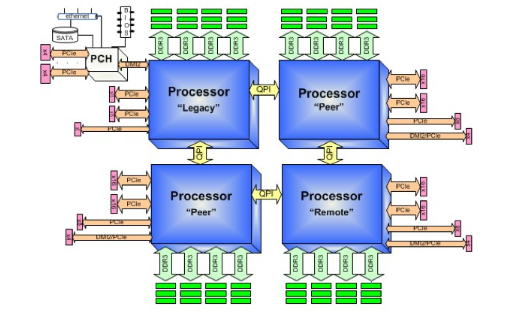 ethernet
BIOS
SATA
PCH
PCIe
PCIe
DMI
DDR3 DDR3 DDR3 DDR3
DDR3 DDR3 DDR3 DDR3
Processor
"Legacy"
QPI
Processor
"Peer"
PCIe
PCIe
PCIe
PCIe
PCIe
PCIe
DMI2/PCIe
QPI
QPI
Processor
"Peer"
QPI
Processor
"Remote"
PCIe
PCIe
PCIe
DMI2/PCIe
PCIe
PCIe
PCIe
DMI2/PCIe
DDR3 DDR3 DDR3 DDR3
DDR3 DDR3 DDR3 DDR3